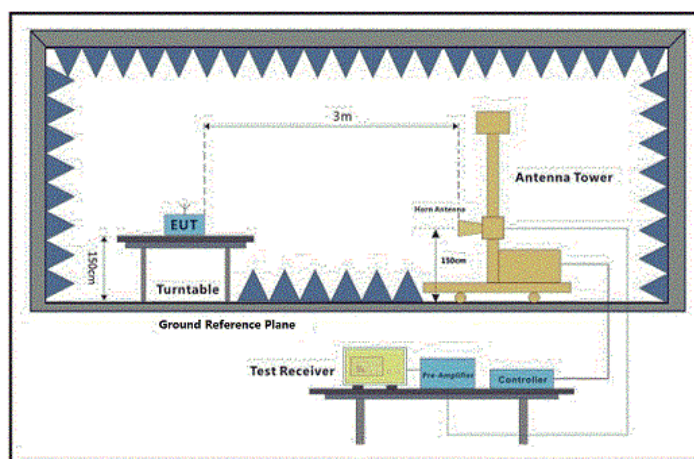 3m
Antenna Tower
Horn Antenna
EUT
150cm
150cm
Turntable
Ground Reference Plane
Test Receiver
Pre-Amplifier
Controller